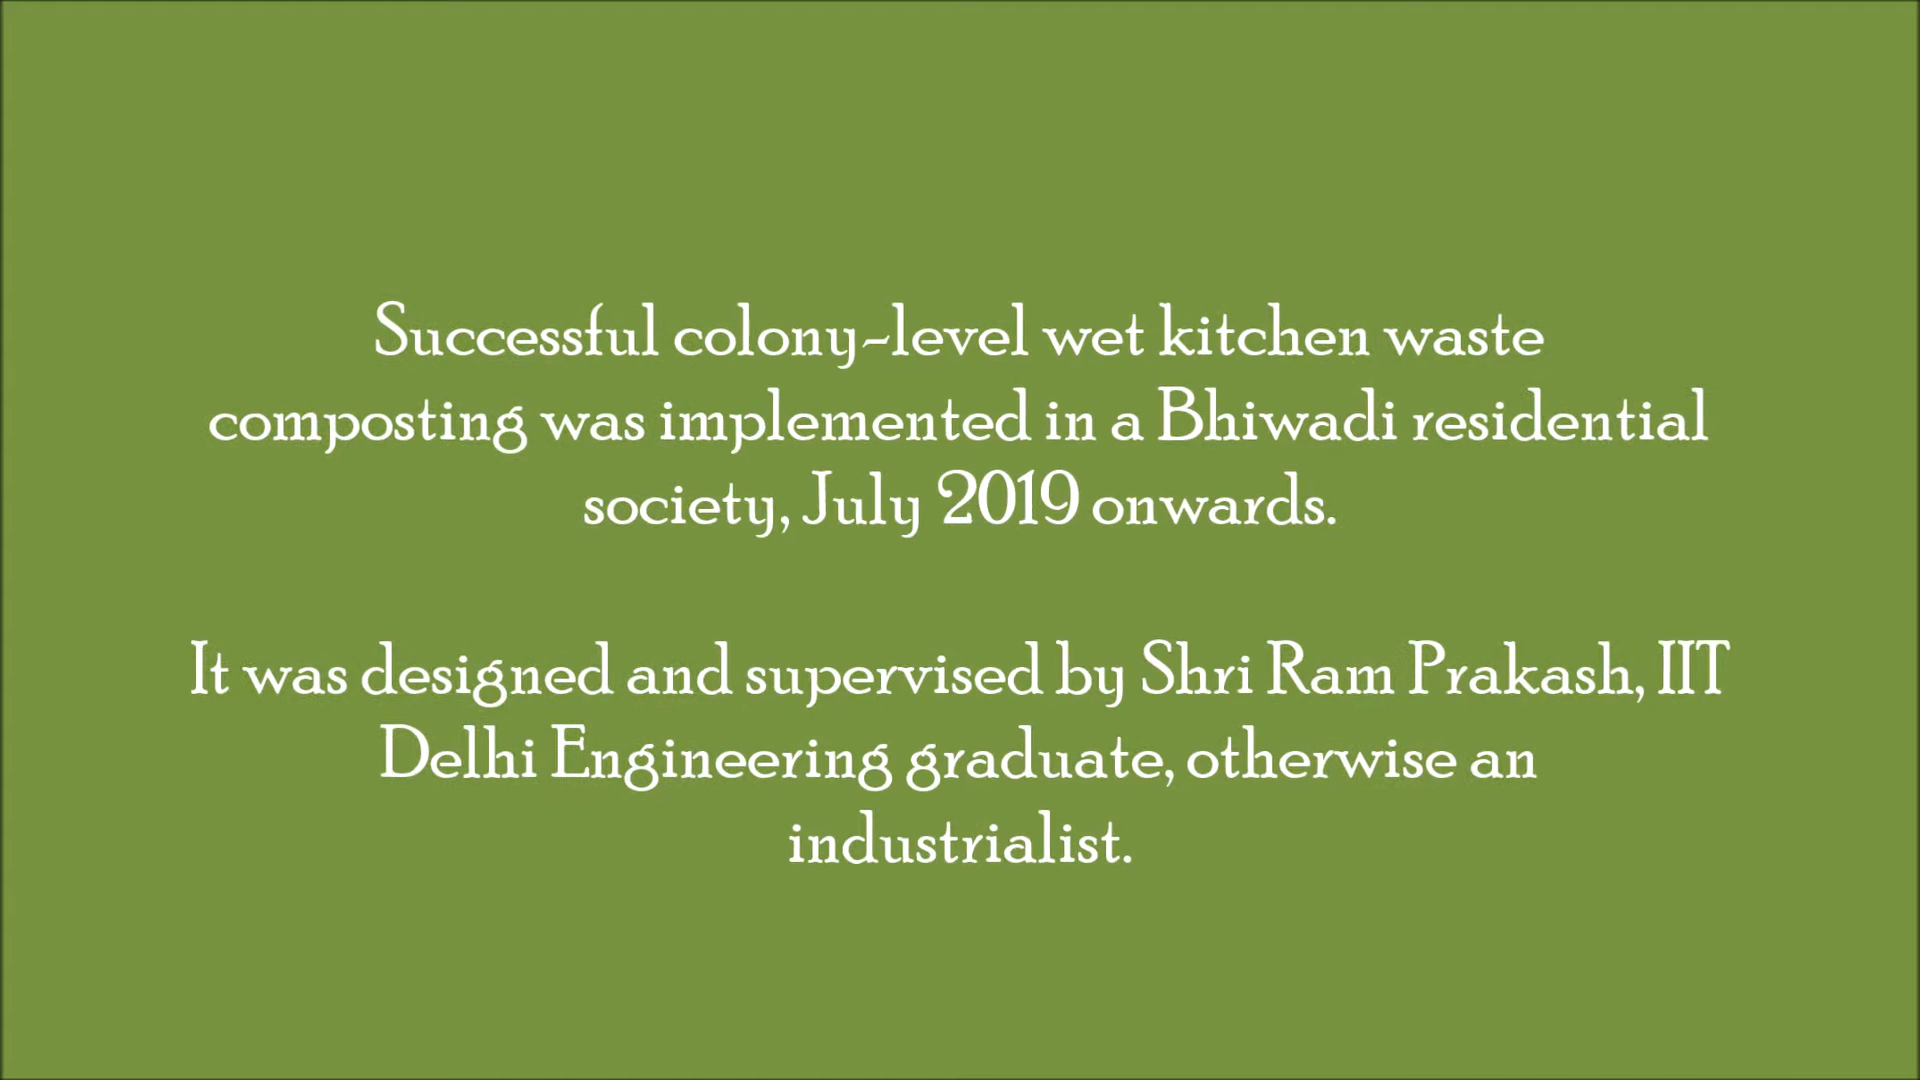 Successful colony-level wet kitchen waste
composting was implemented in a Bhiwadi residential
society, July 2019 onwards.
It was designed and supervised by Shri Ram Prakash, IIT
Delhi Engineering graduate, otherwise an
industrialist.